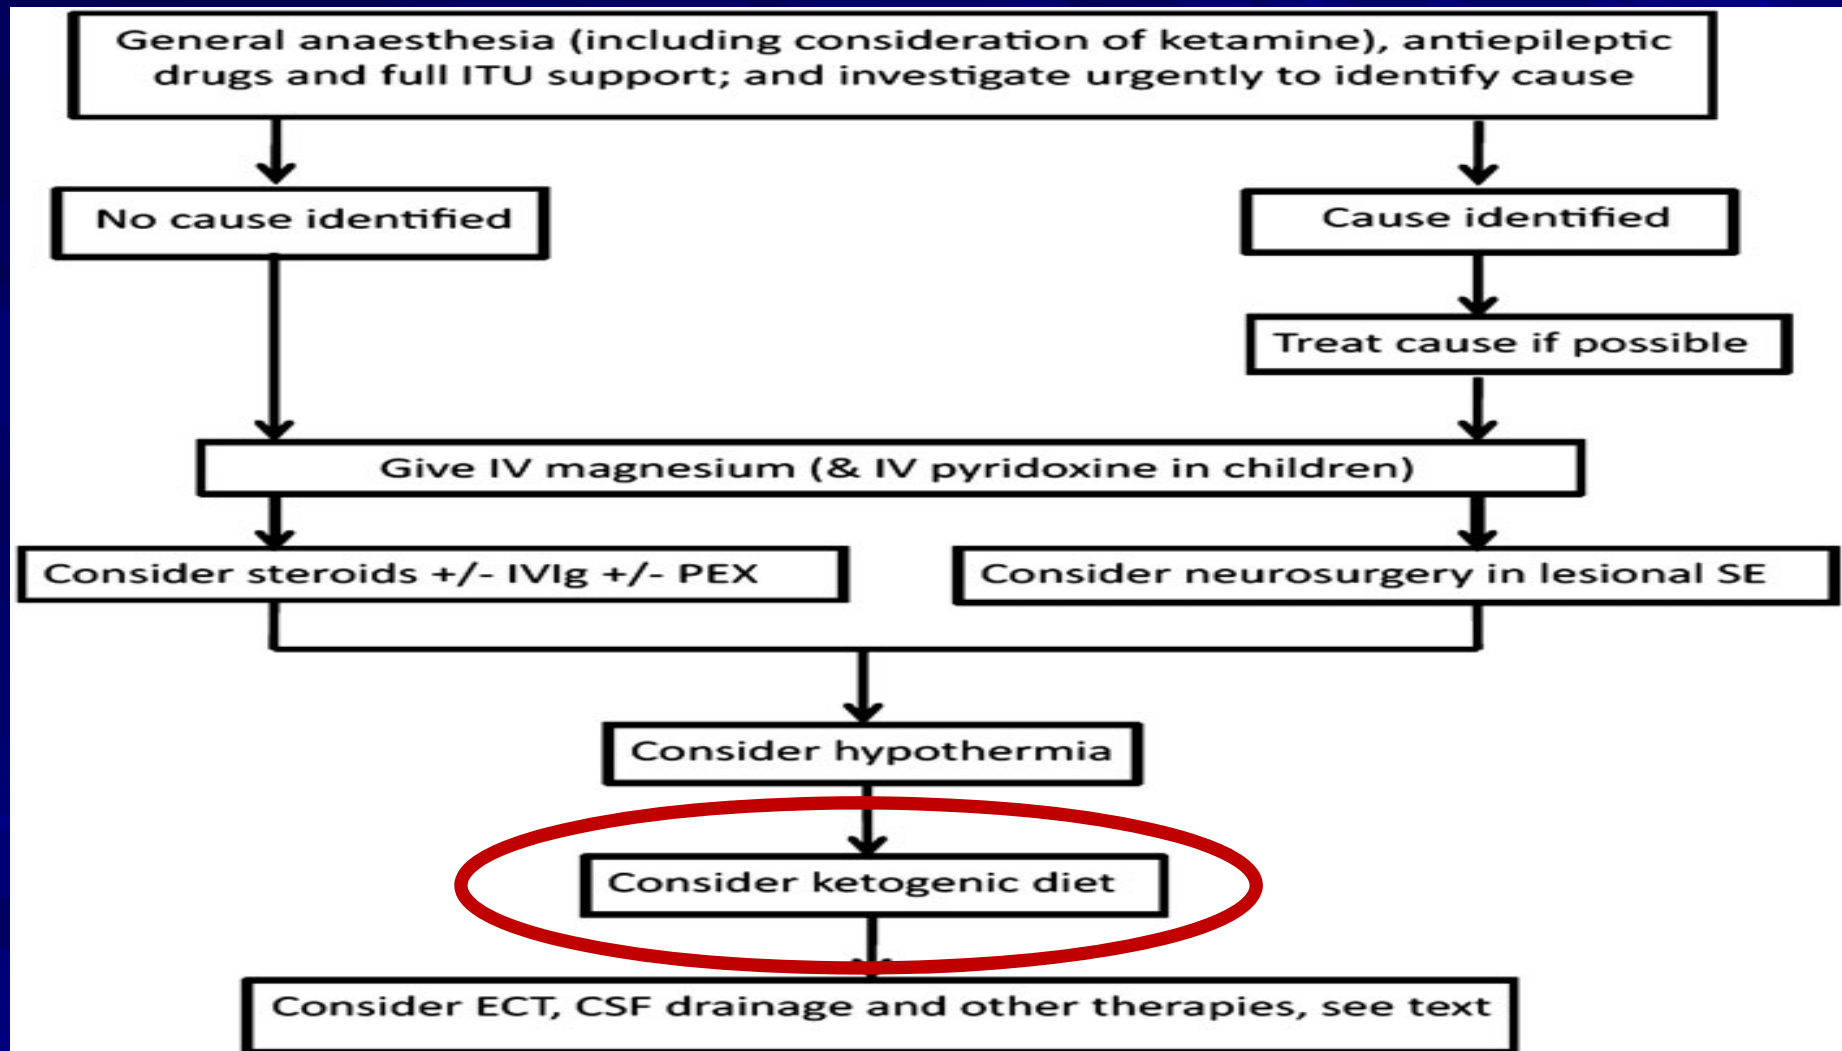 General anaesthesia (including consideration of ketamine), antiepileptic
drugs and full ITU support; and investigate urgently to identify cause
No cause identified
Cause identified
Treat cause if possible
Give IV magnesium (& IV pyridoxine in children)
Consider steroids +/- IVIg +/- PEX
Consider neurosurgery in lesional SE
Consider hypothermia
Consider ketogenic diet
Consider ECT, CSF drainage and other therapies, see text